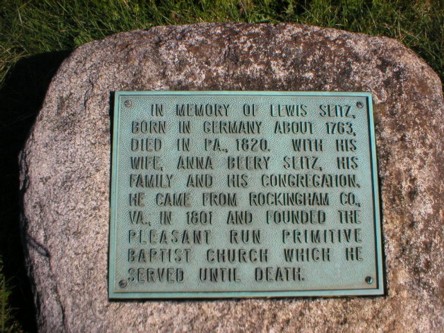 IN MEMORY OF LEWIS SEITZ,
BORN IN GERMANY ABOUT 1763,
DIED IN PA., 1820. WITH HIS
WIFE, ANNA BEERY SEITZ, HIS
FAMILY AND HIS CONGREGATION,
HE CAME FROM ROCKINGHAM CO.,
VA., IN 1801 AND FOUNDED THE
PLEASANT RUN PRIMITIVE
BAPTIST CHURCH WHICH HE
SERVED UNTIL DEATH.